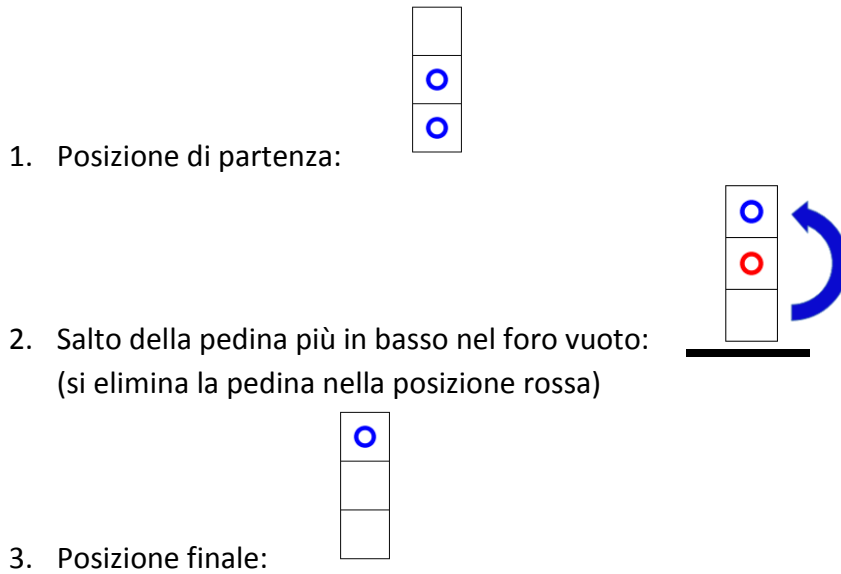 1. Posizione di partenza:
2. Salto della pedina più in basso nel foro vuoto:
(si elimina la pedina nella posizione rossa)
3. Posizione finale: